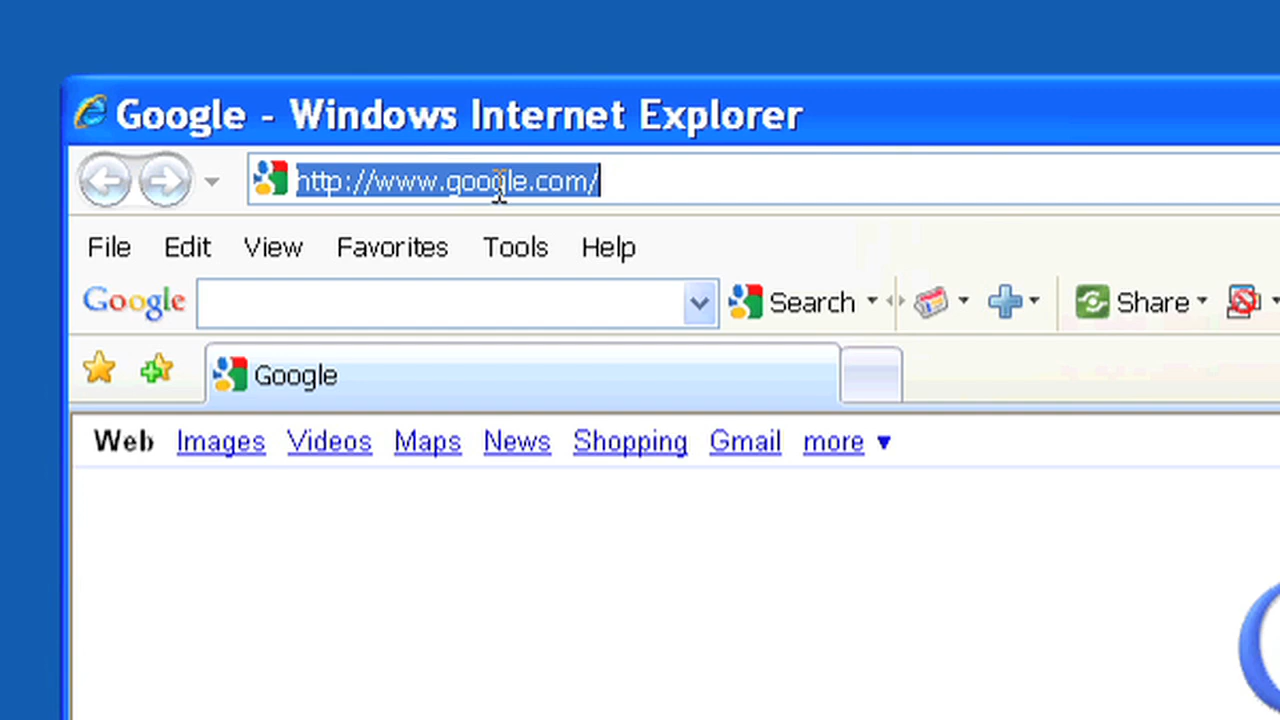 Google - Windows Internet Explorer
http://www.google.com/
File Edit View Favorites Tools Help
Google Search Share
Google
Web Images Videos Maps News Shopping Gmail more